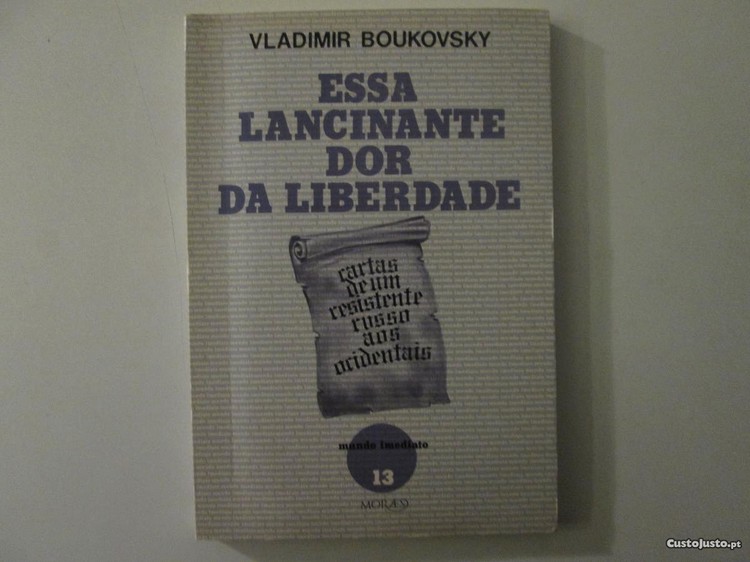 VLADIMIR BOUKOVSKY
ESSA
LANCINANTE
DOR
DA LIBERDADE
cartas
de um
resistente
russo
aos
ocidentais
mundo imediato
13
MORÆS
CustoJusto.pt